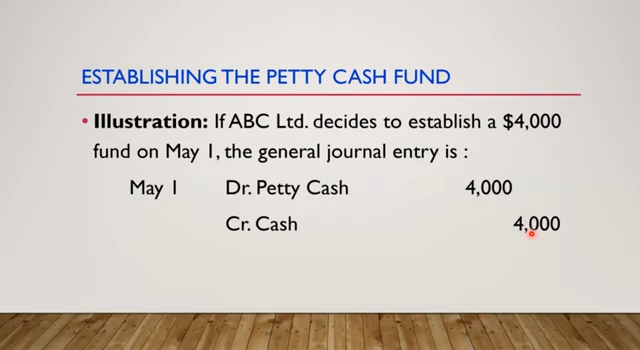 ESTABLISHING THE PETTY CASH FUND
• Illustration: If ABC Ltd. decides to establish a $4,000
fund on May 1, the general journal entry is :
May 1 Dr. Petty Cash 4,000
Cr. Cash 4,000